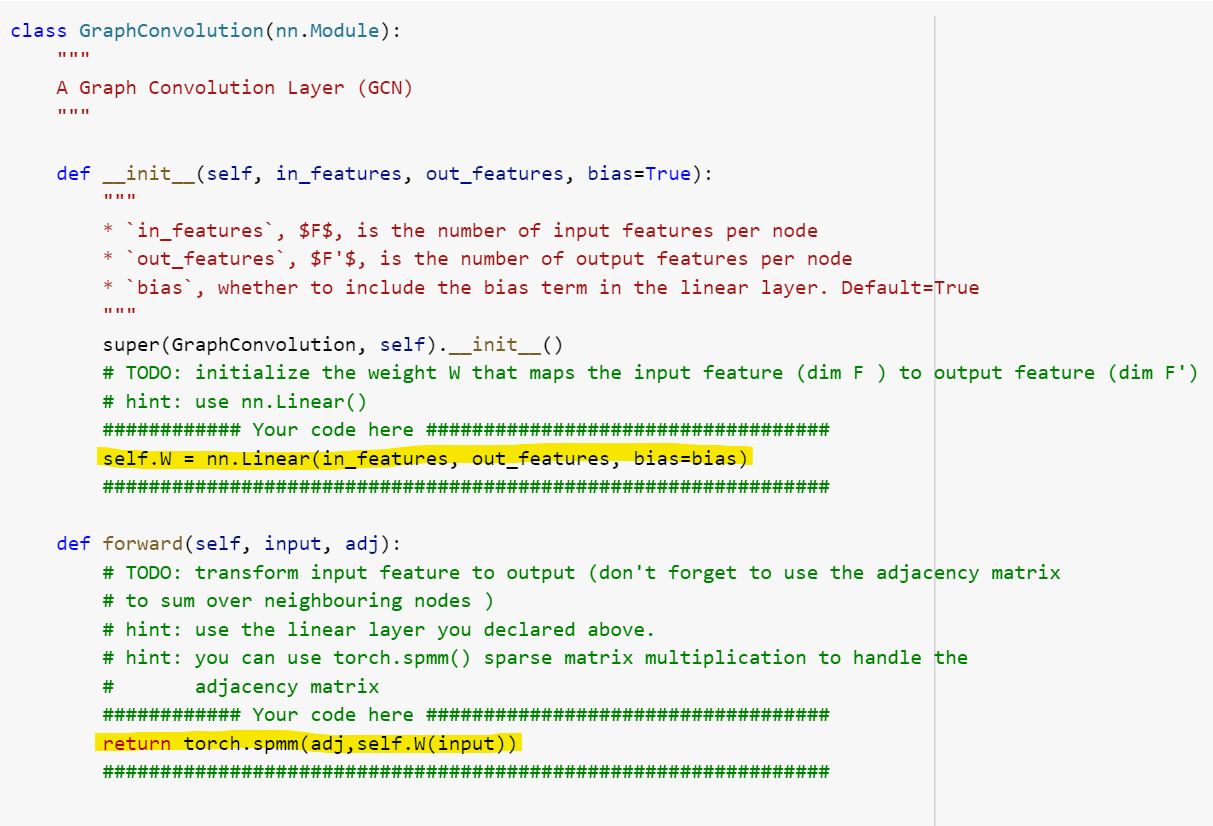 class GraphConvolution(nn.Module):
    """
    A Graph Convolution Layer (GCN)
    """

    def __init__(self, in_features, out_features, bias=True):
        """
        * `in_features`, $F$, is the number of input features per node
        * `out_features`, $F'$, is the number of output features per node
        * `bias`, whether to include the bias term in the linear layer. Default=True
        """
        super(GraphConvolution, self).__init__()
        # TODO: initialize the weight W that maps the input feature (dim F ) to output feature (dim F')
        # hint: use nn.Linear()
        ############ Your code here ###################################
        self.W = nn.Linear(in_features, out_features, bias=bias)
        ###############################################################

    def forward(self, input, adj):
        # TODO: transform input feature to output (don't forget to use the adjacency matrix
        # to sum over neighbouring nodes )
        # hint: use the linear layer you declared above.
        # hint: you can use torch.spmm() sparse matrix multiplication to handle the
        #       adjacency matrix
        ############ Your code here ###################################
        return torch.spmm(adj,self.W(input))
        ###############################################################